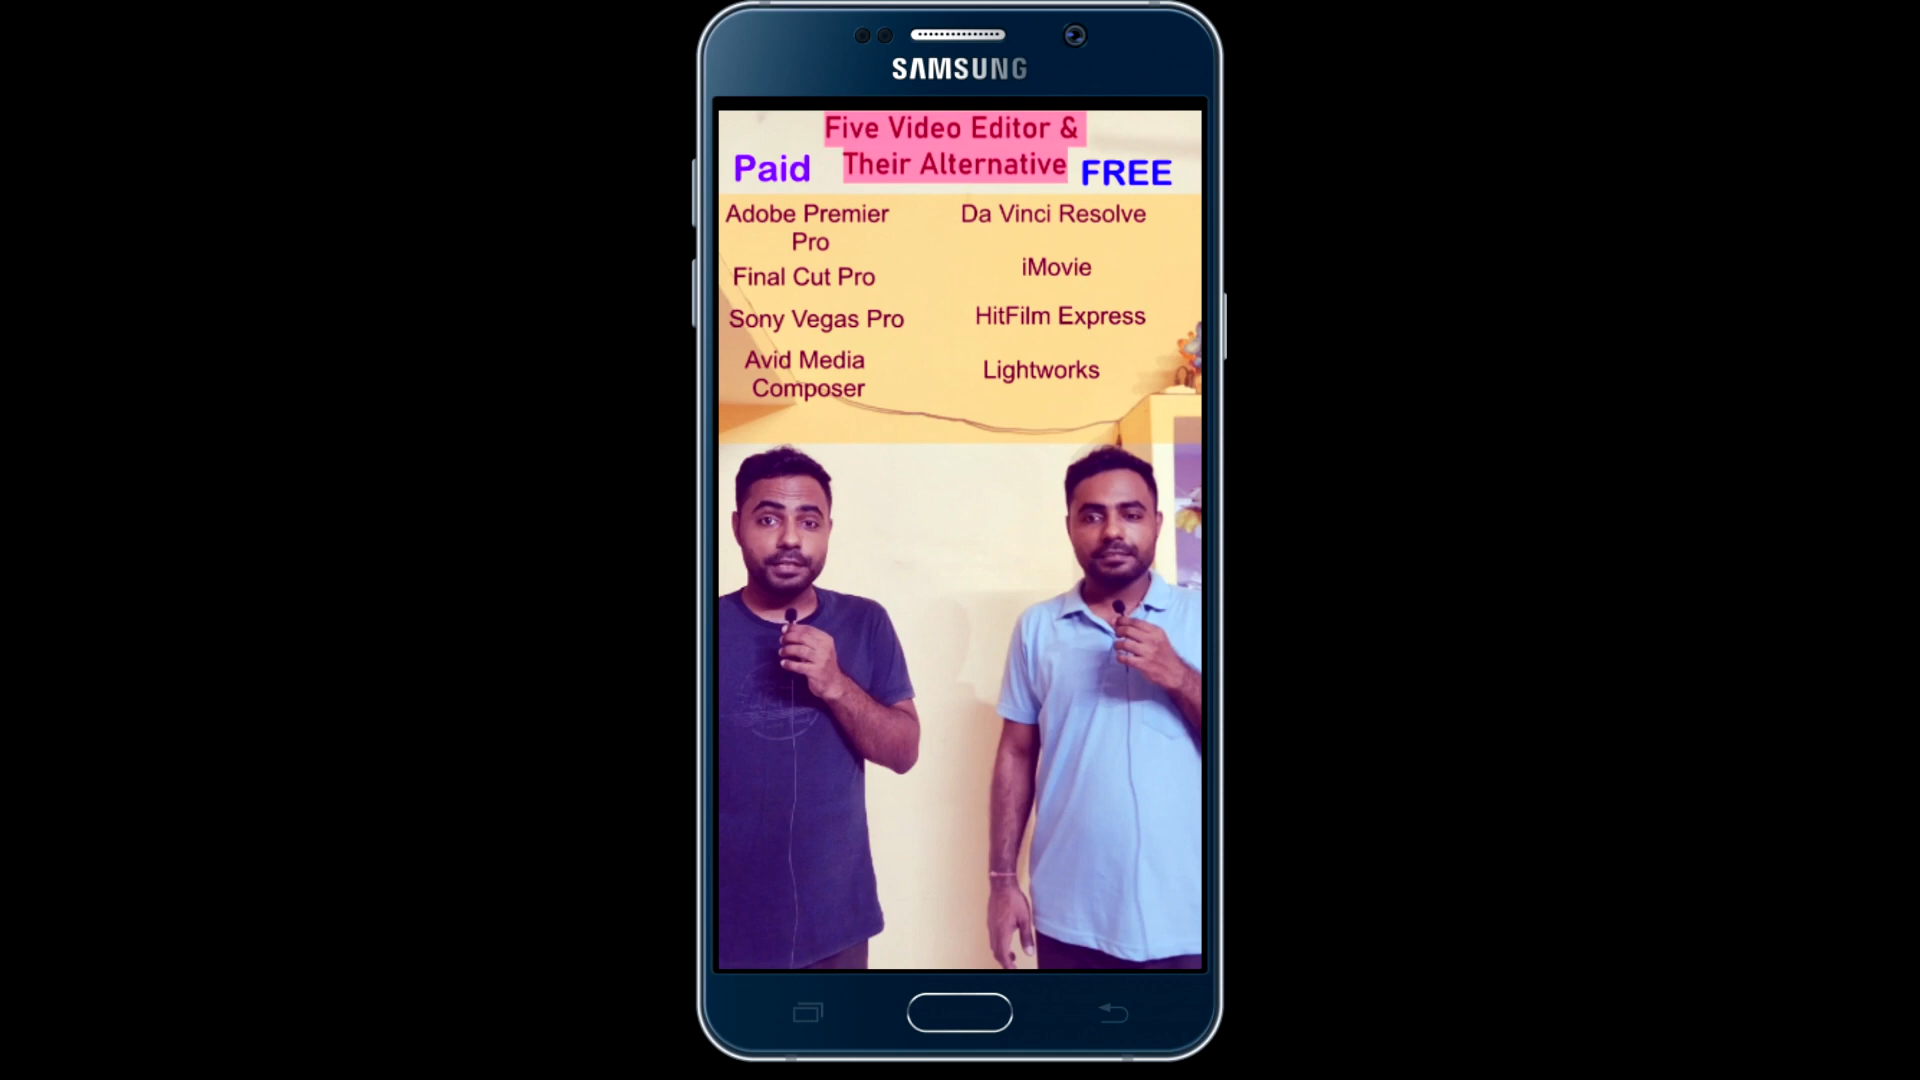 SAMSUNG
Five Video Editor &
Their Alternative
Paid
FREE
Adobe Premier
Pro
Final Cut Pro
Sony Vegas Pro
Avid Media
Composer
Da Vinci Resolve
iMovie
HitFilm Express
Lightworks